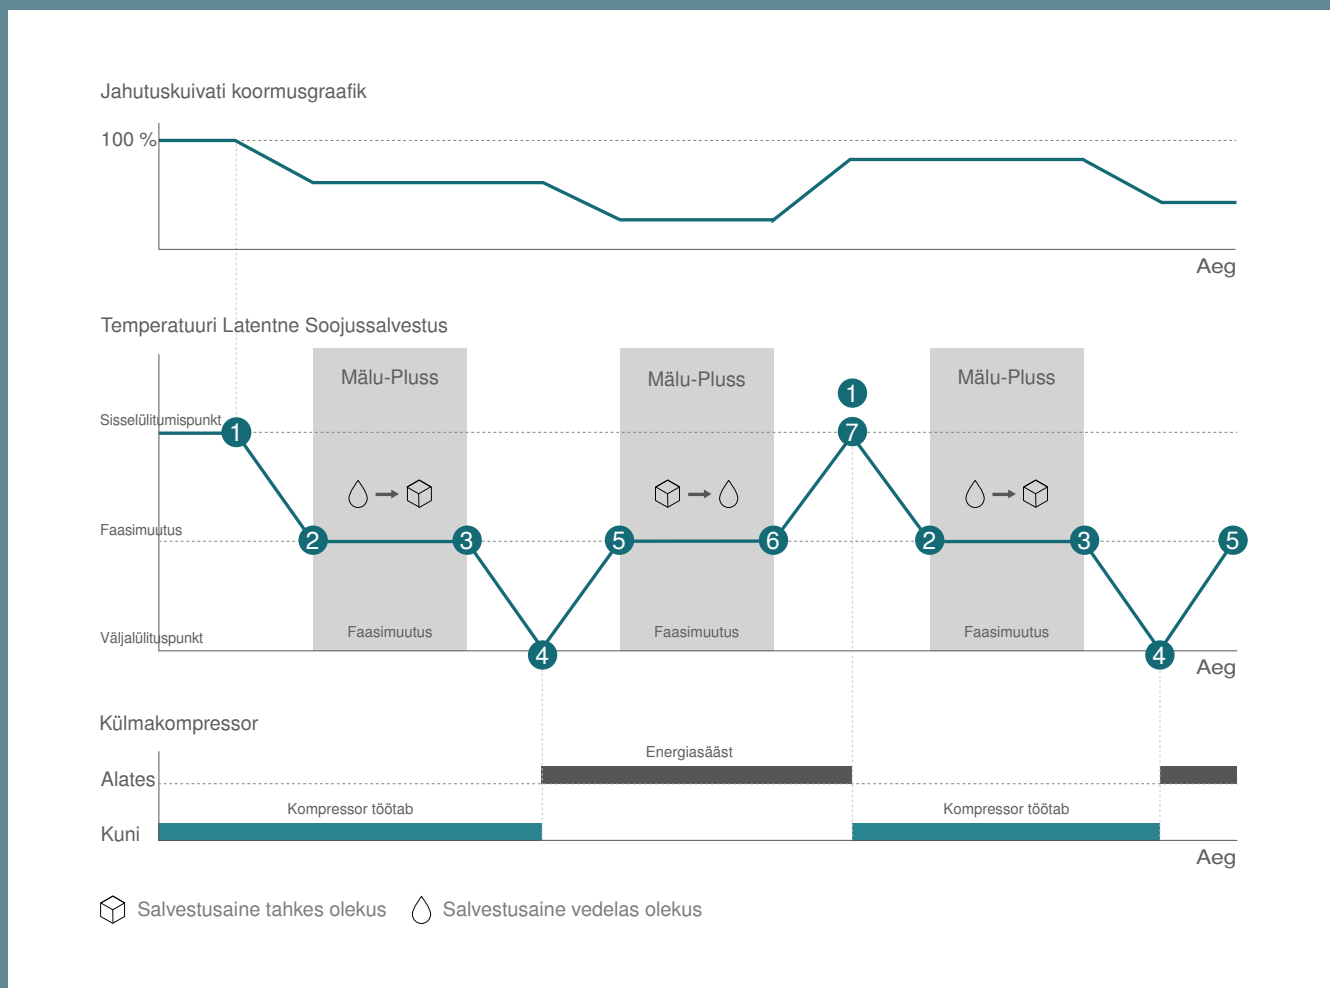 Jahutuskuivati koormusgraafik
100 %
Aeg
Temperatuuri Latentne Soojussalvestus
Mälu-Pluss
Mälu-Pluss
Mälu-Pluss
1
Sisselülitumispunkt
1
7
Faasimuutus
2
3
5
6
2
3
5
Väljalülituspunkt
Faasimuutus
Faasimuutus
Faasimuutus
4
4
Aeg
Külmakompressor
Energiasääst
Alates
Kompressor töötab
Kompressor töötab
Kuni
Aeg
Salvestusaine tahkes olekus
Salvestusaine vedelas olekus